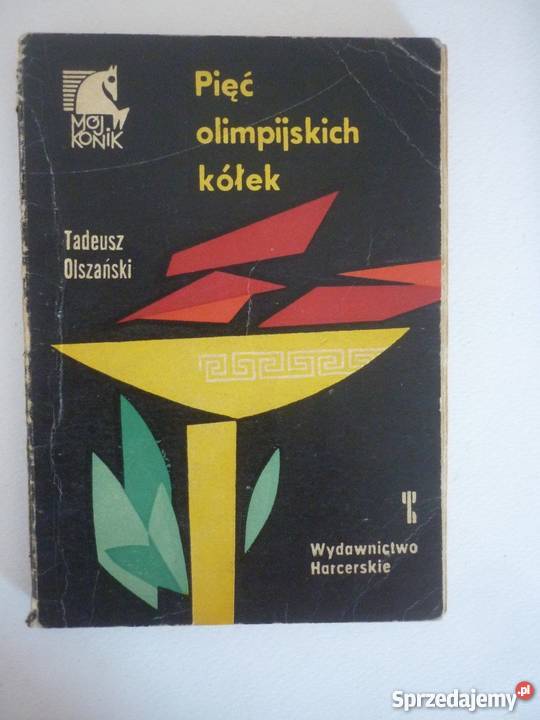 MÓJ
KONIK
Pięć
olimpijskich
kółek
Tadeusz
Olszański
Wydawnictwo
Harcerskie
Sprzedajemy.pl